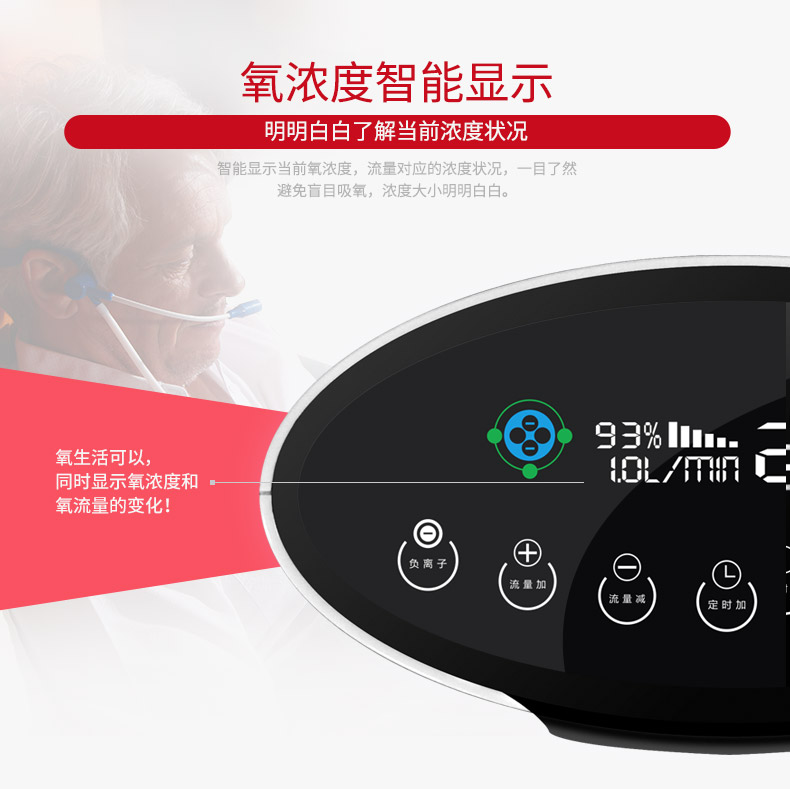 氧浓度智能显示
明明白白了解当前浓度状况
智能显示当前氧浓度，流量对应的浓度状况，一目了然
避免盲目吸氧，浓度大小明明白白。
氧生活可以，
同时显示氧浓度和
氧流量的变化！
93%
1.0L/min
负离子
流量加
流量减
定时加